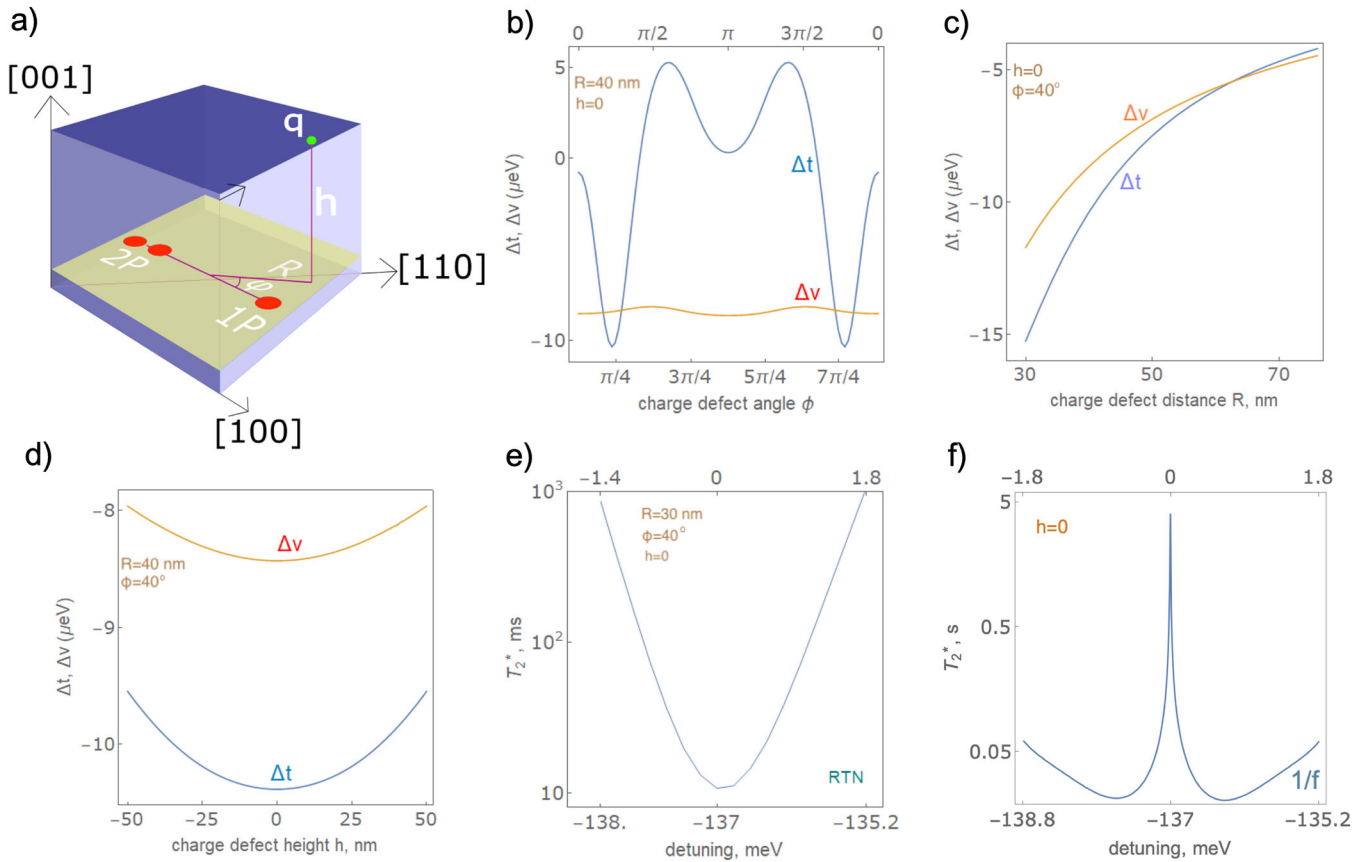 a)
[001]
q
h
2P
R
φ
1P
[110]
[100]
b)
0 π/2 π 3π/2 0
R=40 nm
h=0
5
0
−10
Δt, Δv (μeV)
Δt
Δv
π/4 3π/4 5π/4 7π/4
charge defect angle ϕ
c)
h=0
ϕ=40°
−5
−10
−15
Δt, Δv (μeV)
Δv
Δt
30 50 70
charge defect distance R, nm
d)
−8
−9
−10
Δt, Δv (μeV)
Δv
R=40 nm
ϕ=40°
Δt
−50 −25 0 25 50
charge defect height h, nm
e)
−1.4 0 1.8
10³
10²
10
T₂*, ms
R=30 nm
ϕ=40°
h=0
RTN
−138. −137 −135.2
detuning, meV
f)
−1.8 0 1.8
5
0.5
0.05
T₂*, s
h=0
1/f
−138.8 −137 −135.2
detuning, meV